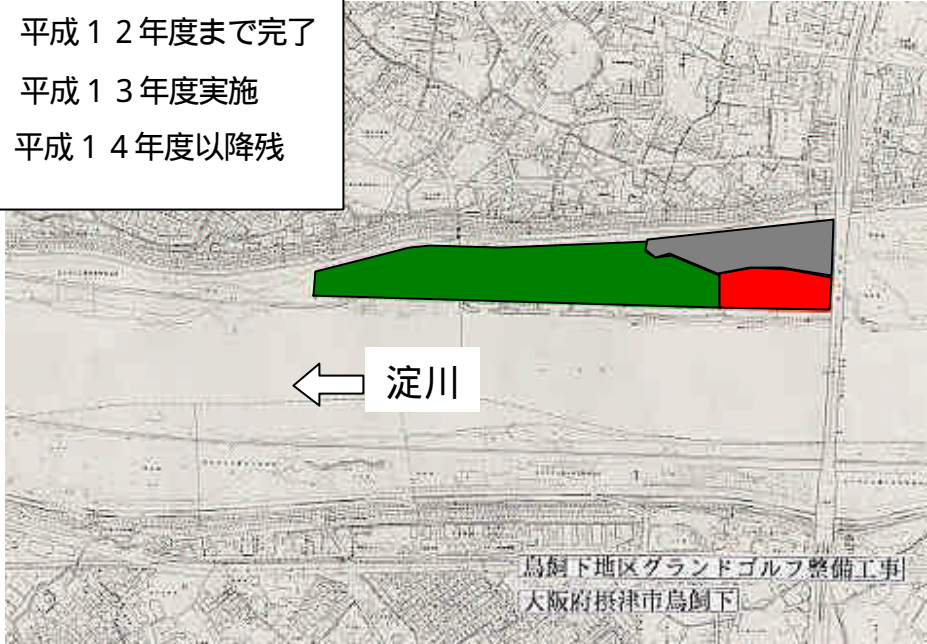 平成１２年度まで完了
平成１３年度実施
平成１４年度以降残
淀川
鳥飼下地区グランドゴルフ整備工事
大阪府摂津市鳥飼下